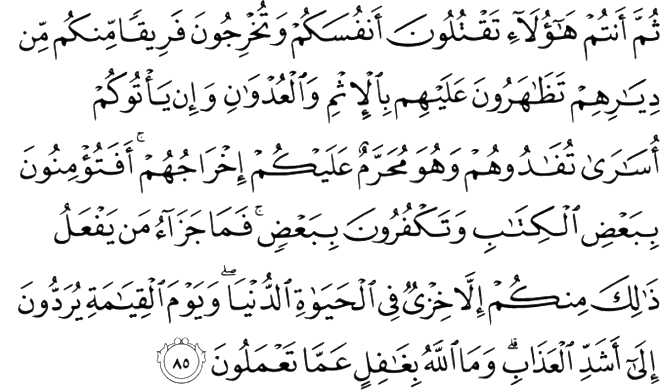 ثُمَّ أَنتُمْ هَـٰٓؤُلَآءِ تَقْتُلُونَ أَنفُسَكُمْ وَتُخْرِجُونَ فَرِيقًا مِّنكُم مِّن
دِيَـٰرِهِمْ تَظَـٰهَرُونَ عَلَيْهِم بِٱلْإِثْمِ وَٱلْعُدْوَٰنِ وَإِن يَأْتُوكُمْ
أُسَـٰرَىٰ تُفَـٰدُوهُمْ وَهُوَ مُحَرَّمٌ عَلَيْكُمْ إِخْرَاجُهُمْ ۚ أَفَتُؤْمِنُونَ
بِبَعْضِ ٱلْكِتَـٰبِ وَتَكْفُرُونَ بِبَعْضٍ ۚ فَمَا جَزَآءُ مَن يَفْعَلُ
ذَٰلِكَ مِنكُمْ إِلَّا خِزْىٌ فِى ٱلْحَيَوٰةِ ٱلدُّنْيَا ۖ وَيَوْمَ ٱلْقِيَـٰمَةِ يُرَدُّونَ
إِلَىٰٓ أَشَدِّ ٱلْعَذَابِ ۗ وَمَا ٱللَّهُ بِغَـٰفِلٍ عَمَّا تَعْمَلُونَ ٨٥